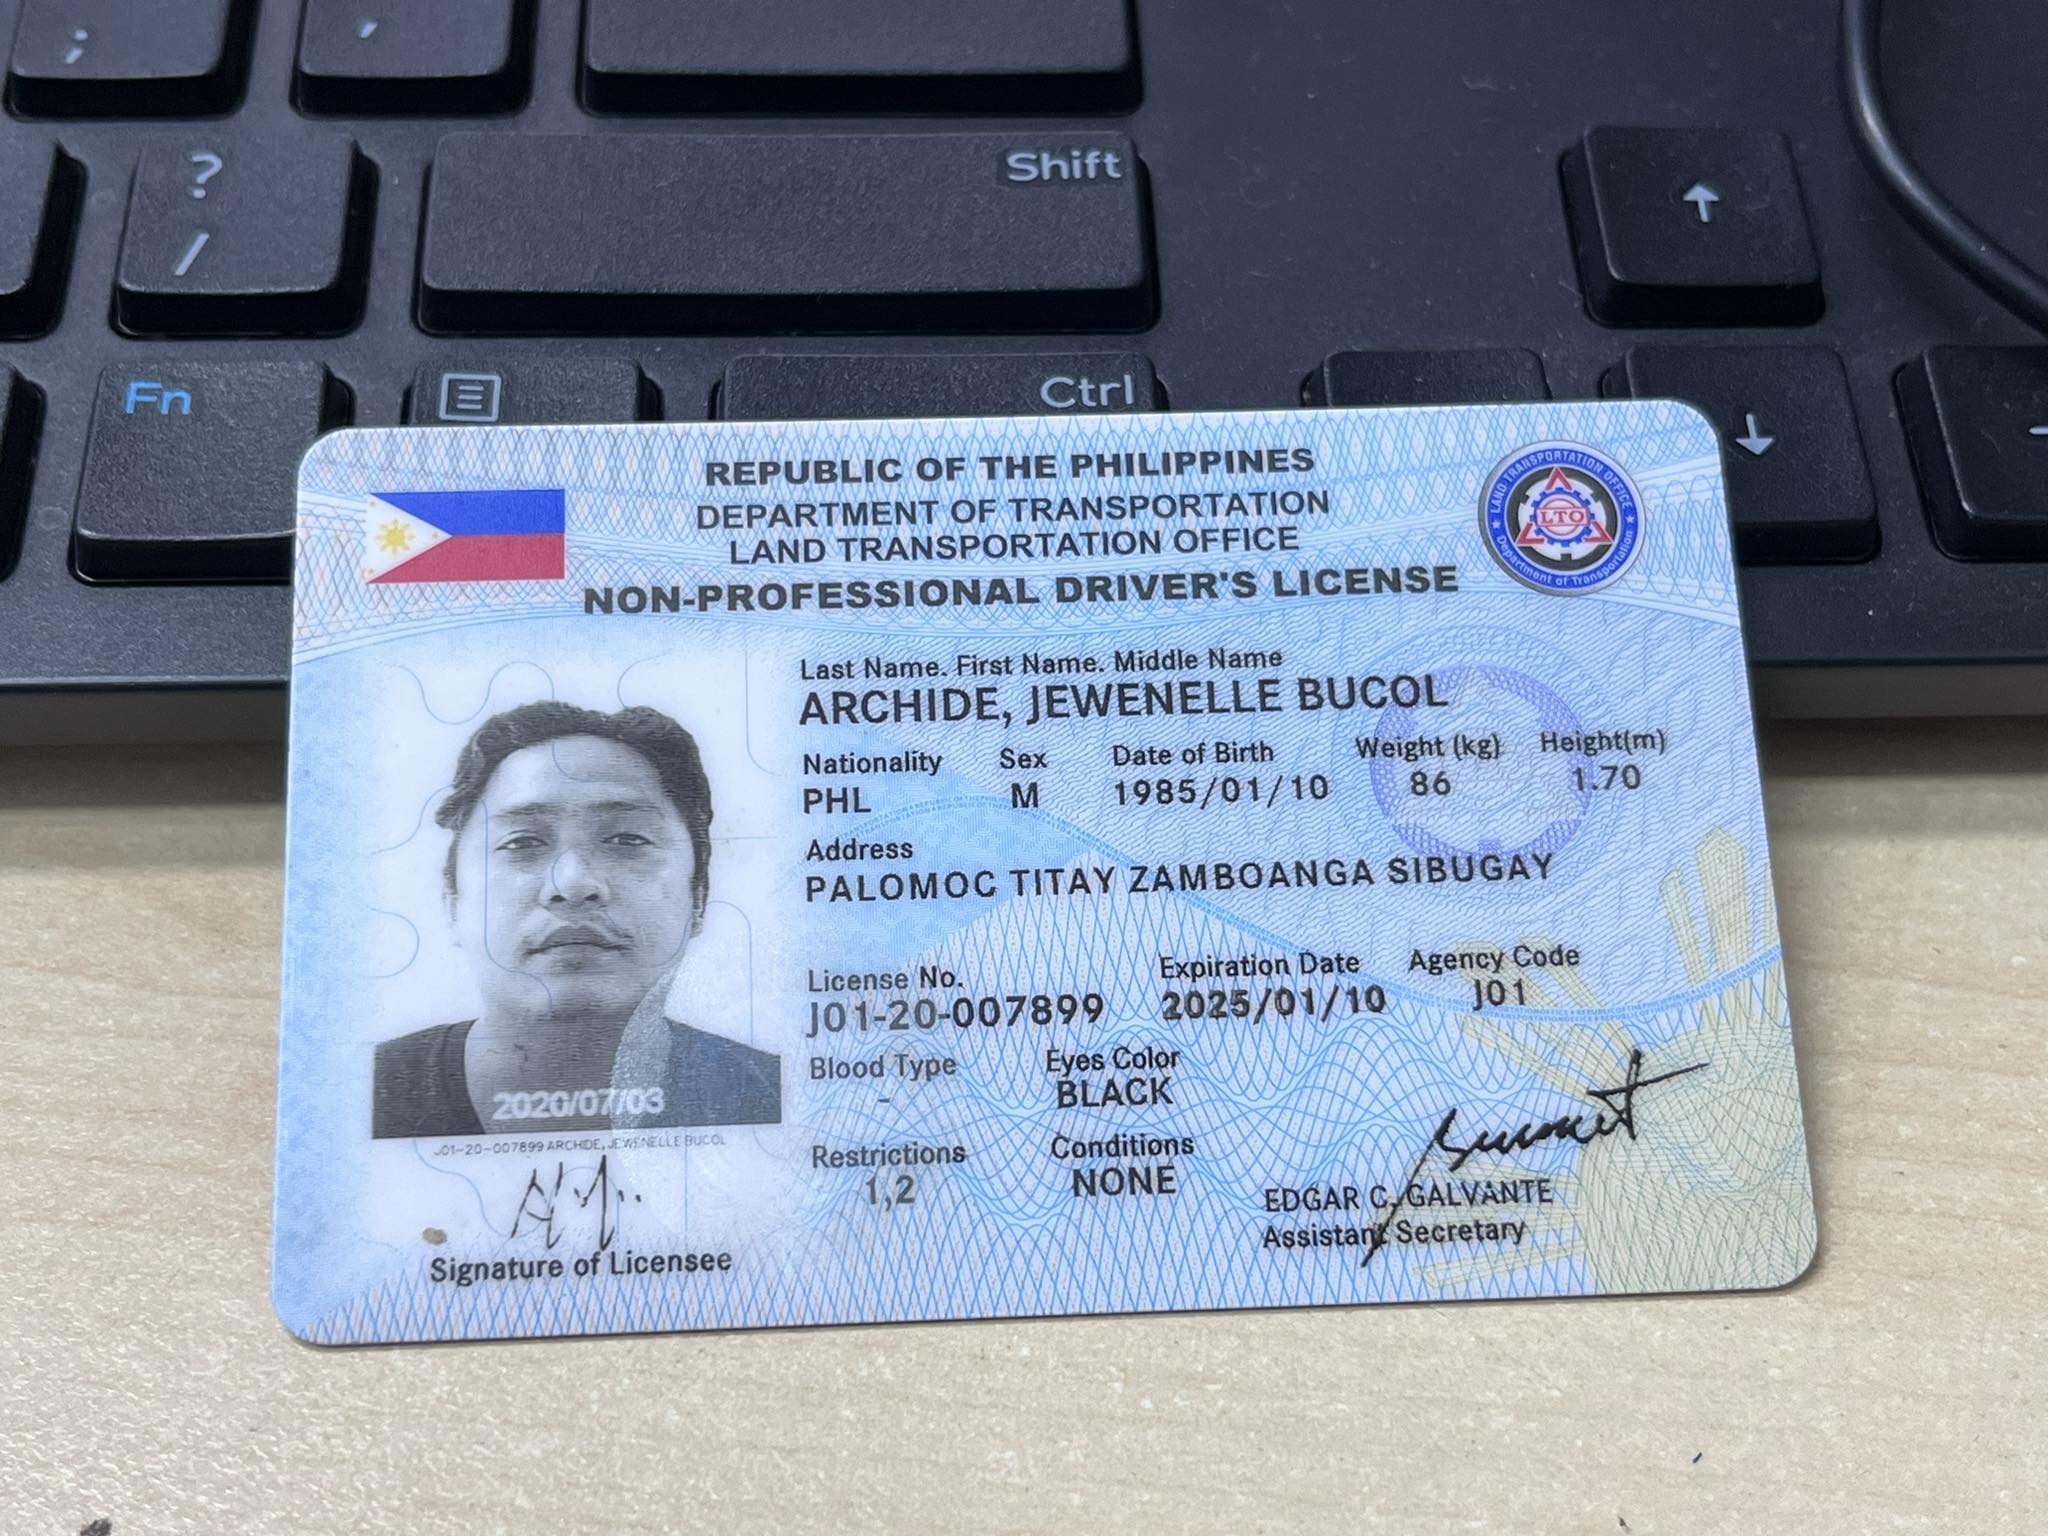 ;
,
?
/
Shift
Fn
Ctrl
↑
↓
REPUBLIC OF THE PHILIPPINES
DEPARTMENT OF TRANSPORTATION
LAND TRANSPORTATION OFFICE
NON-PROFESSIONAL DRIVER'S LICENSE
LAND TRANSPORTATION OFFICE
LTO
Department of Transportation
Last Name. First Name. Middle Name
ARCHIDE, JEWENELLE BUCOL
Nationality Sex Date of Birth Weight (kg) Height(m)
PHL M 1985/01/10 86 1.70
Address
PALOMOC TITAY ZAMBOANGA SIBUGAY
License No. Expiration Date Agency Code
J01-20-007899 2025/01/10 J01
Blood Type Eyes Color
- BLACK
Restrictions Conditions
1,2 NONE
2020/07/03
J01-20-007899 ARCHIDE, JEWENELLE BUCOL
Signature of Licensee
EDGAR C. GALVANTE
Assistant Secretary